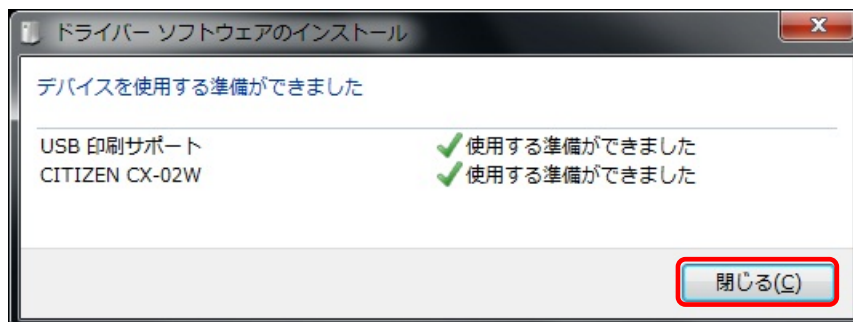 ドライバー ソフトウェアのインストール
デバイスを使用する準備ができました
USB 印刷サポート 使用する準備ができました
CITIZEN CX-02W 使用する準備ができました
閉じる(C)